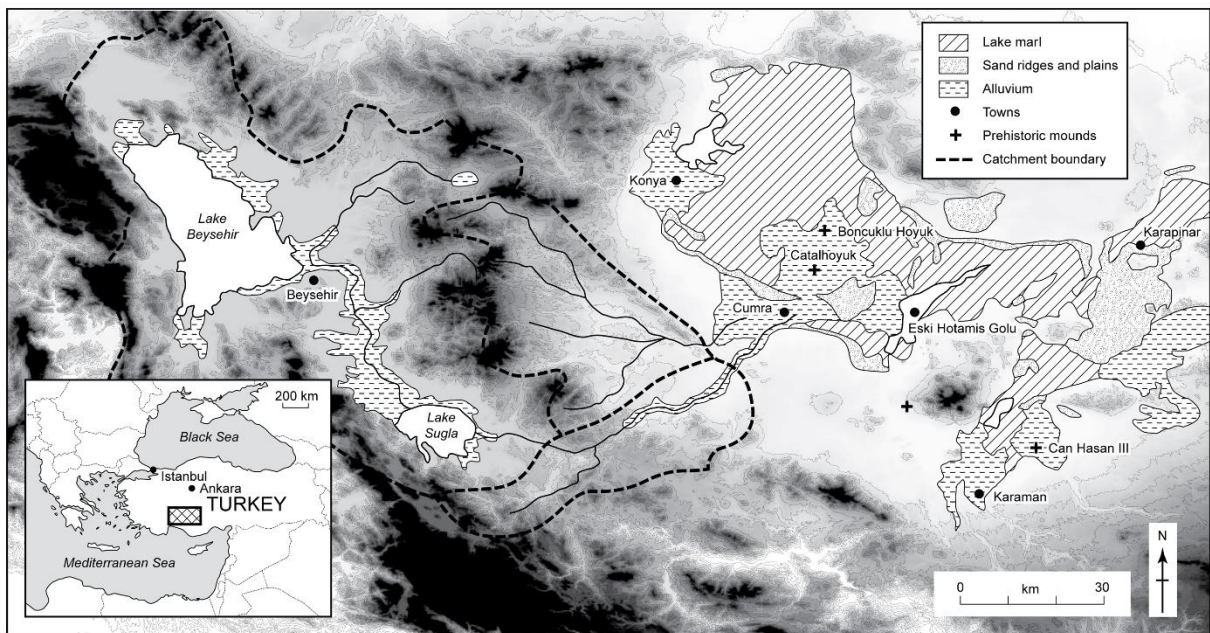 Lake marl
Sand ridges and plains
Alluvium
Towns
Prehistoric mounds
Catchment boundary
Konya
Lake
Beysehir
Boncuklu Hoyuk
Karapinar
Catalhoyuk
Beysehir
Cumra
Eski Hotamis Golu
200 km
Black Sea
Lake
Sugla
Istanbul
Ankara
TURKEY
Can Hasan III
Karaman
Mediterranean Sea
N
0 30
km